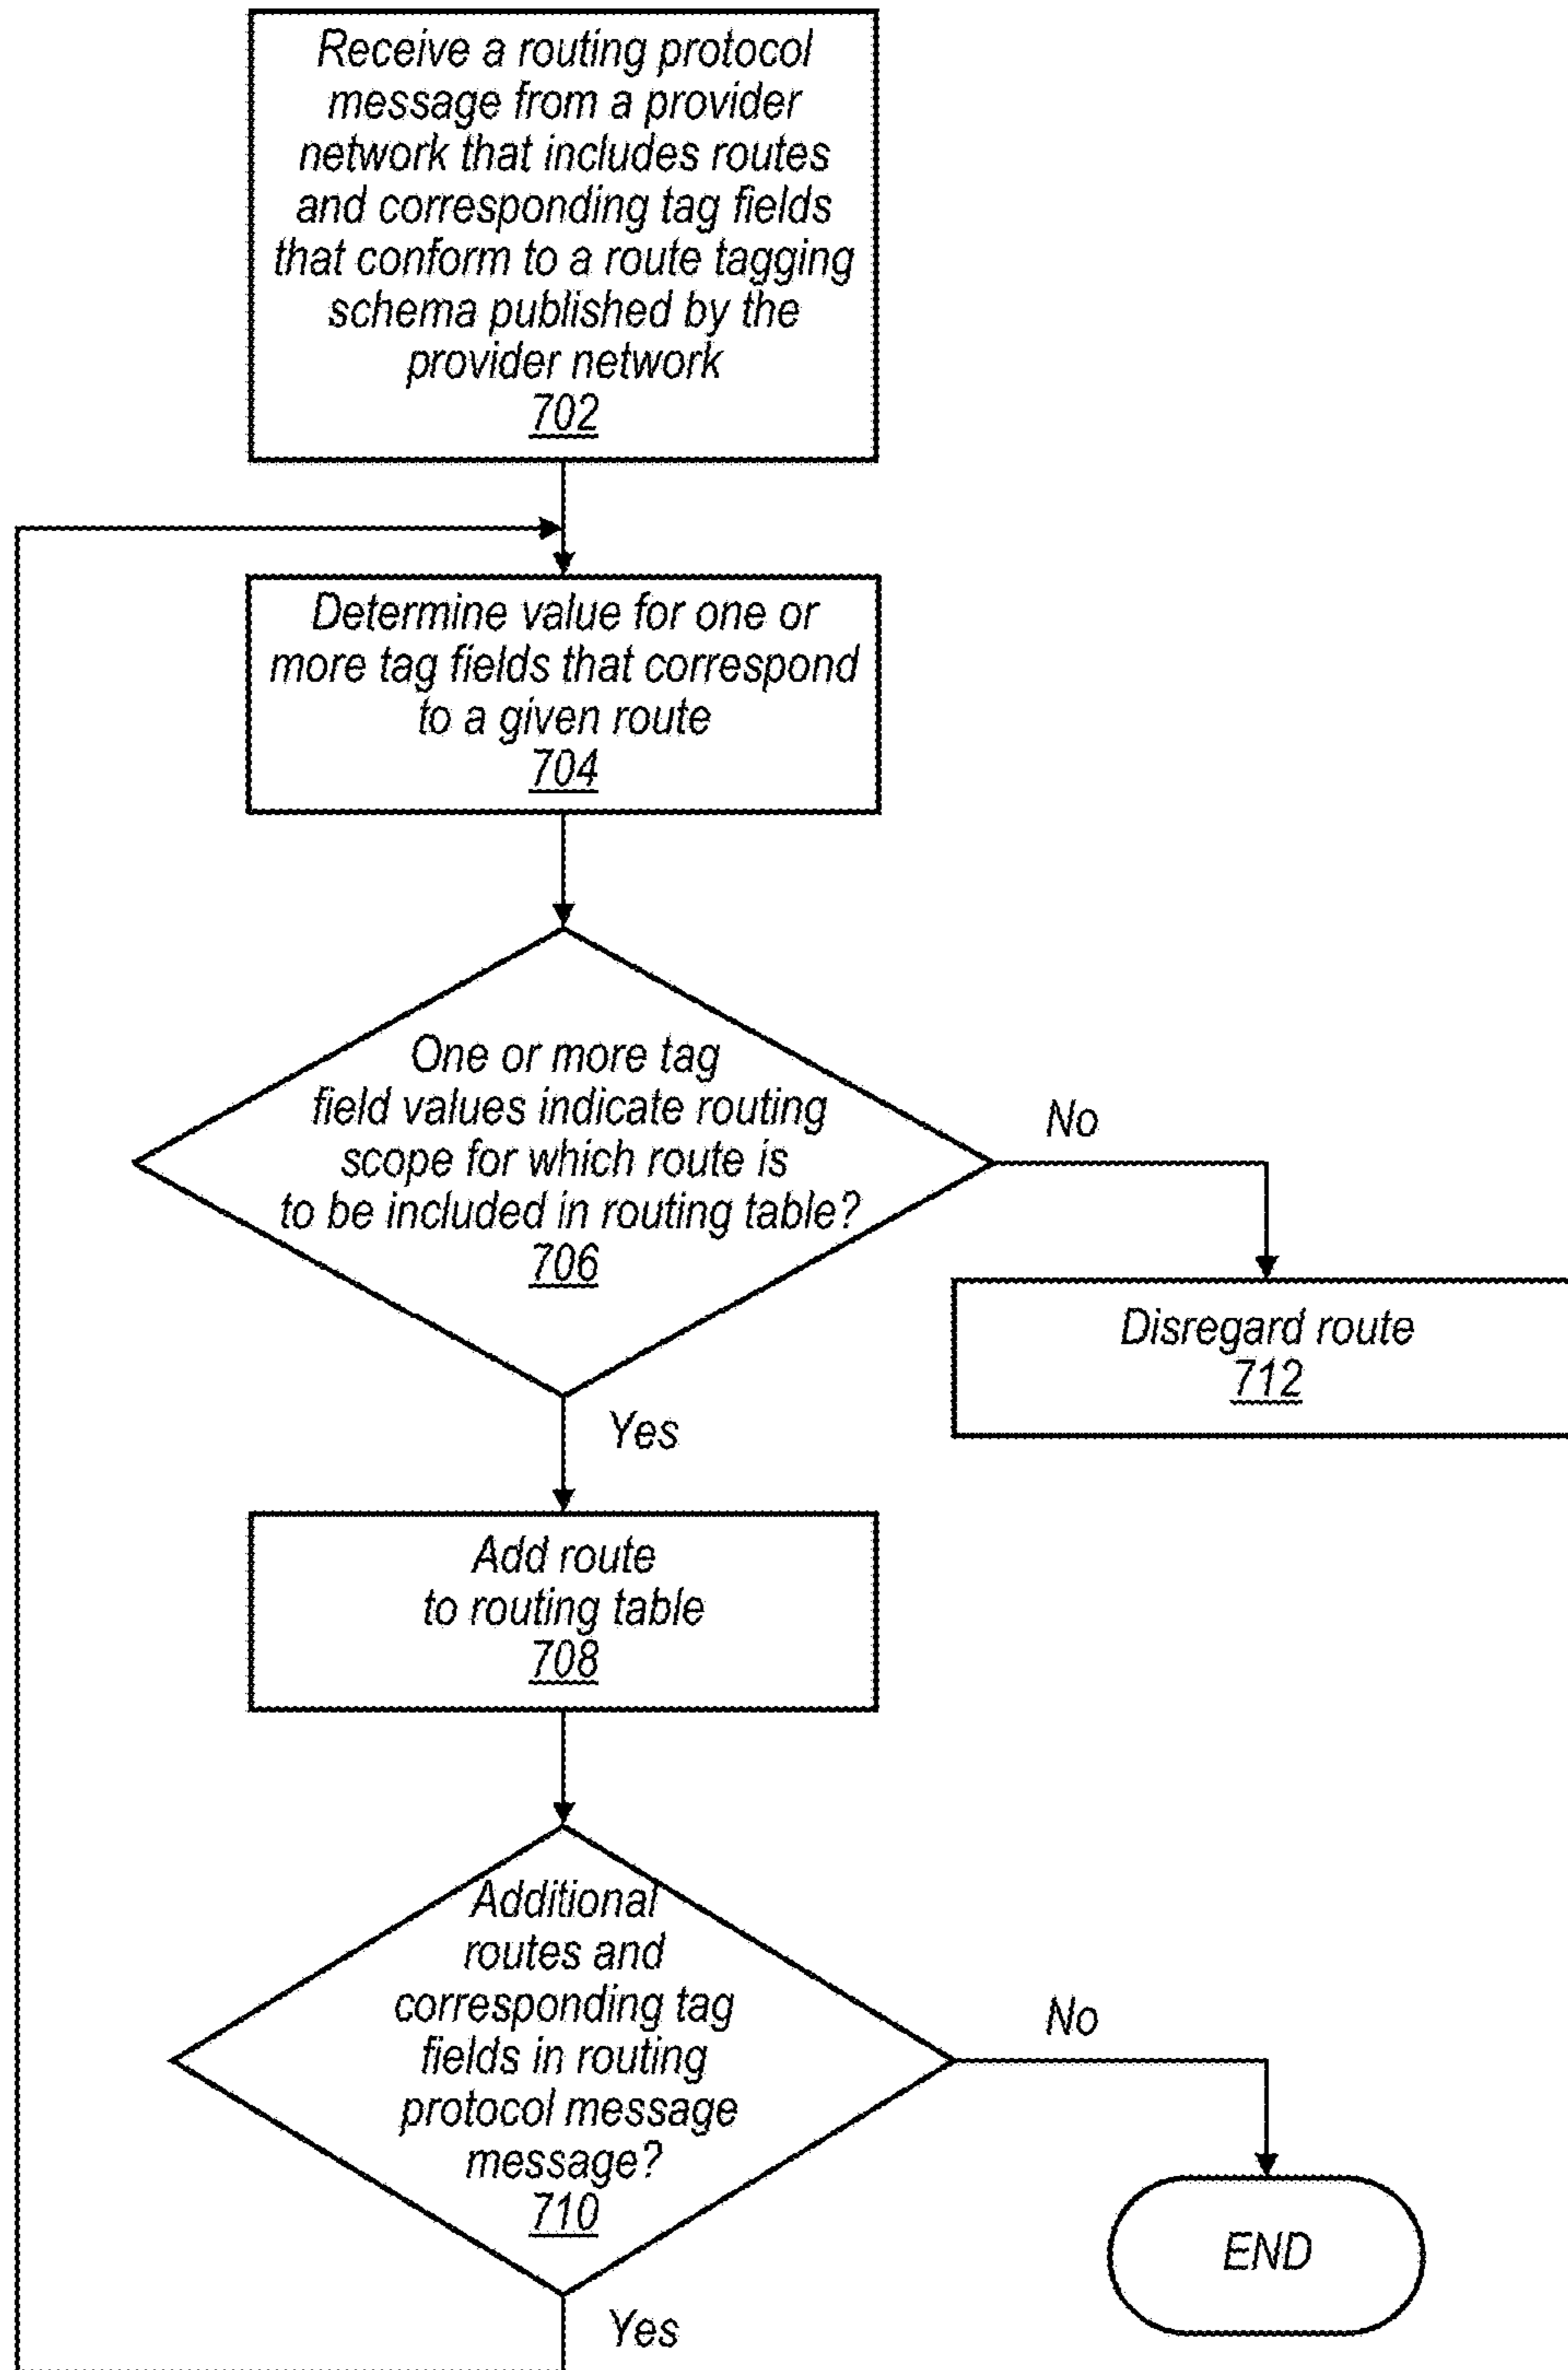 Receive a routing protocol
message from a provider
network that includes routes
and corresponding tag fields
that conform to a route tagging
schema published by the
provider network
702
Determine value for one or
more tag fields that correspond
to a given route
704
One or more tag
field values indicate routing
scope for which route is
to be included in routing table?
706
No
Disregard route
712
Yes
Add route
to routing table
708
Additional
routes and
corresponding tag
fields in routing
protocol message
message?
710
No
END
Yes